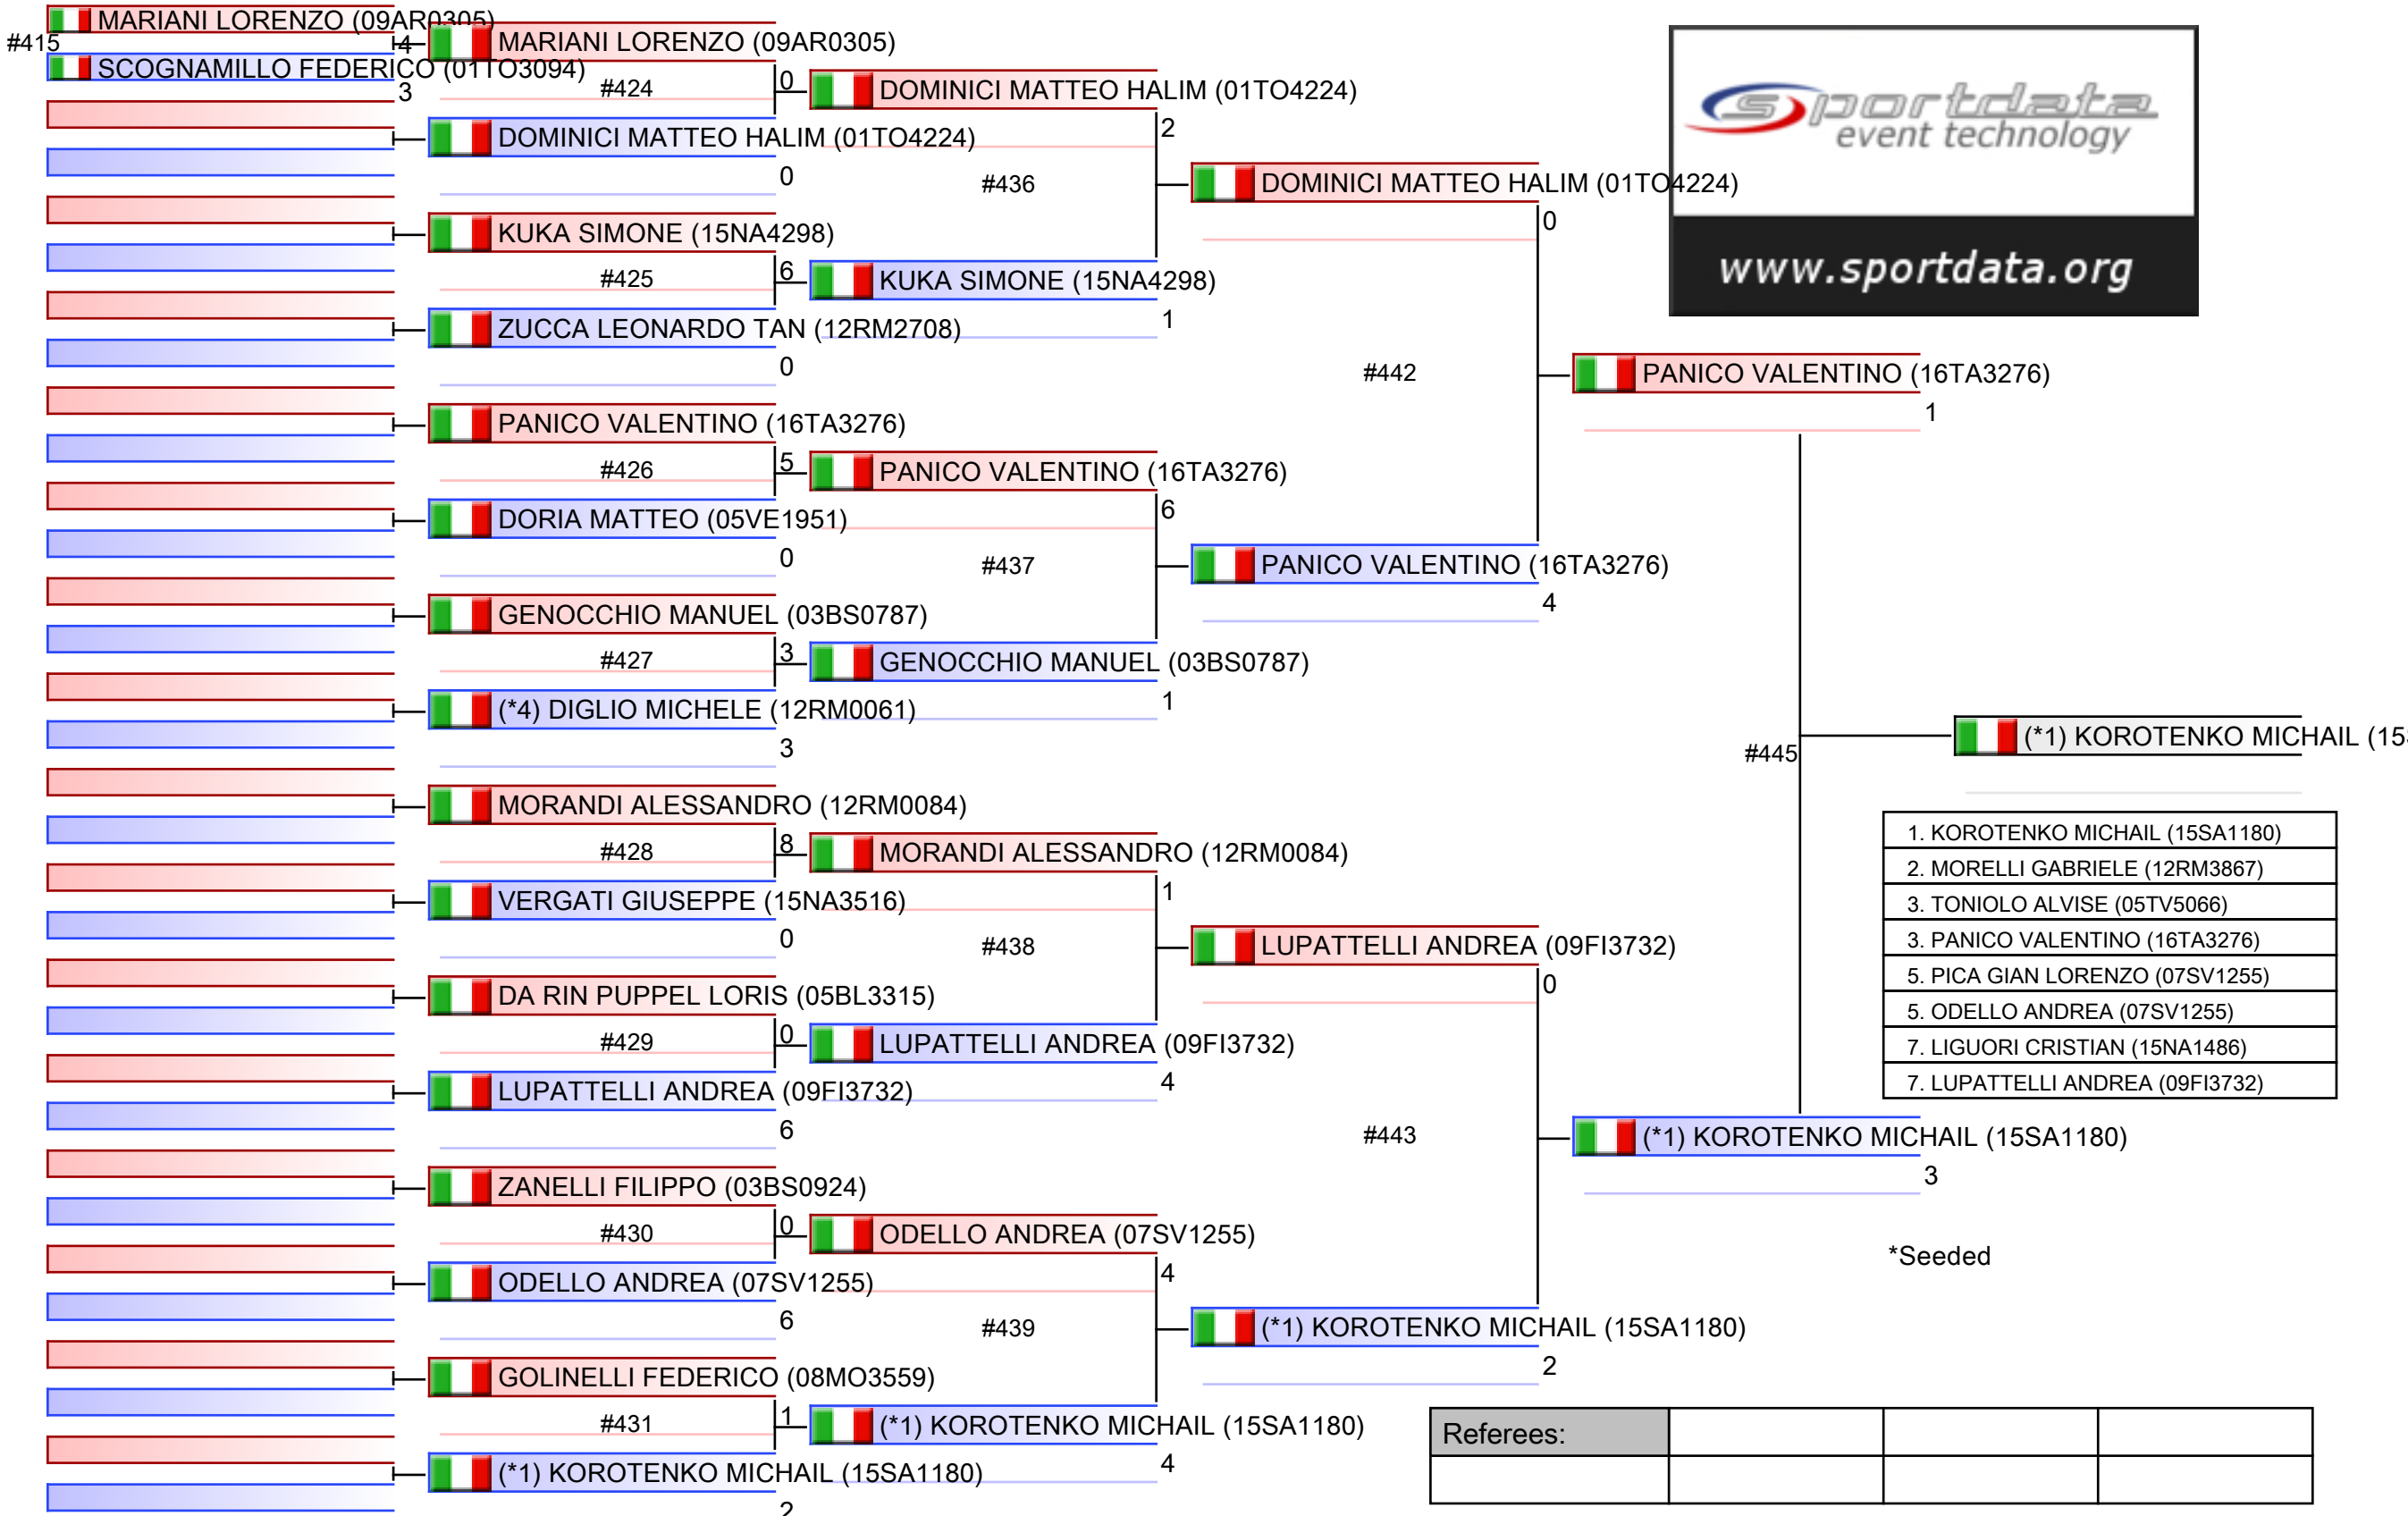 MARIANI LORENZO (09AR0305)
#415
4
SCOGNAMILLO FEDERICO (01TO3094)
3
MARIANI LORENZO (09AR0305)
#424
0
DOMINICI MATTEO HALIM (01TO4224)
0
KUKA SIMONE (15NA4298)
#425
6
ZUCCA LEONARDO TAN (12RM2708)
0
PANICO VALENTINO (16TA3276)
#426
5
DORIA MATTEO (05VE1951)
0
GENOCCHIO MANUEL (03BS0787)
#427
3
(*4) DIGLIO MICHELE (12RM0061)
3
MORANDI ALESSANDRO (12RM0084)
#428
8
VERGATI GIUSEPPE (15NA3516)
0
DA RIN PUPPEL LORIS (05BL3315)
#429
0
LUPATTELLI ANDREA (09FI3732)
6
ZANELLI FILIPPO (03BS0924)
#430
0
ODELLO ANDREA (07SV1255)
6
GOLINELLI FEDERICO (08MO3559)
#431
1
(*1) KOROTENKO MICHAIL (15SA1180)
2
DOMINICI MATTEO HALIM (01TO4224)
2
#436
KUKA SIMONE (15NA4298)
1
PANICO VALENTINO (16TA3276)
6
#437
GENOCCHIO MANUEL (03BS0787)
1
MORANDI ALESSANDRO (12RM0084)
1
#438
LUPATTELLI ANDREA (09FI3732)
4
ODELLO ANDREA (07SV1255)
4
#439
(*1) KOROTENKO MICHAIL (15SA1180)
4
DOMINICI MATTEO HALIM (01TO4224)
0
#442
PANICO VALENTINO (16TA3276)
4
LUPATTELLI ANDREA (09FI3732)
0
#443
(*1) KOROTENKO MICHAIL (15SA1180)
2
PANICO VALENTINO (16TA3276)
1
#445
(*1) KOROTENKO MICHAIL (15SA1180)
3
(*1) KOROTENKO MICHAIL (15
sportdata
event technology
www.sportdata.org
1. KOROTENKO MICHAIL (15SA1180)
2. MORELLI GABRIELE (12RM3867)
3. TONIOLO ALVISE (05TV5066)
3. PANICO VALENTINO (16TA3276)
5. PICA GIAN LORENZO (07SV1255)
5. ODELLO ANDREA (07SV1255)
7. LIGUORI CRISTIAN (15NA1486)
7. LUPATTELLI ANDREA (09FI3732)
*Seeded
Referees: